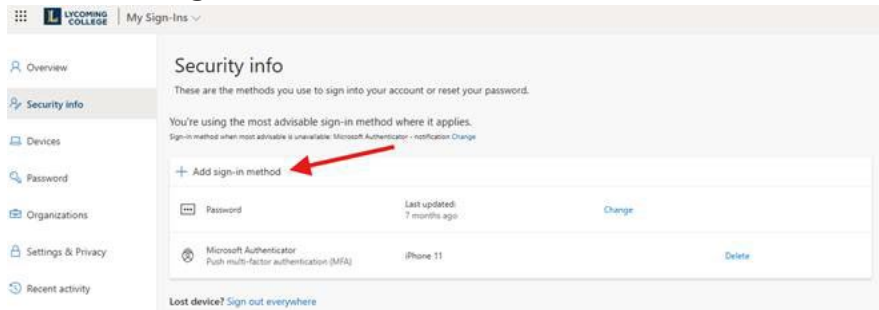 LYCOMING
COLLEGE
My Sign-Ins
Overview
Security info
Devices
Password
Organizations
Settings & Privacy
Recent activity
Security info
These are the methods you use to sign into your account or reset your password.
You're using the most advisable sign-in method where it applies.
Sign-in method when most advisable is unavailable: Microsoft Authenticator - notification Change
+ Add sign-in method
Password
Last updated:
7 months ago
Change
Microsoft Authenticator
Push multi-factor authentication (MFA)
iPhone 11
Delete
Lost device? Sign out everywhere